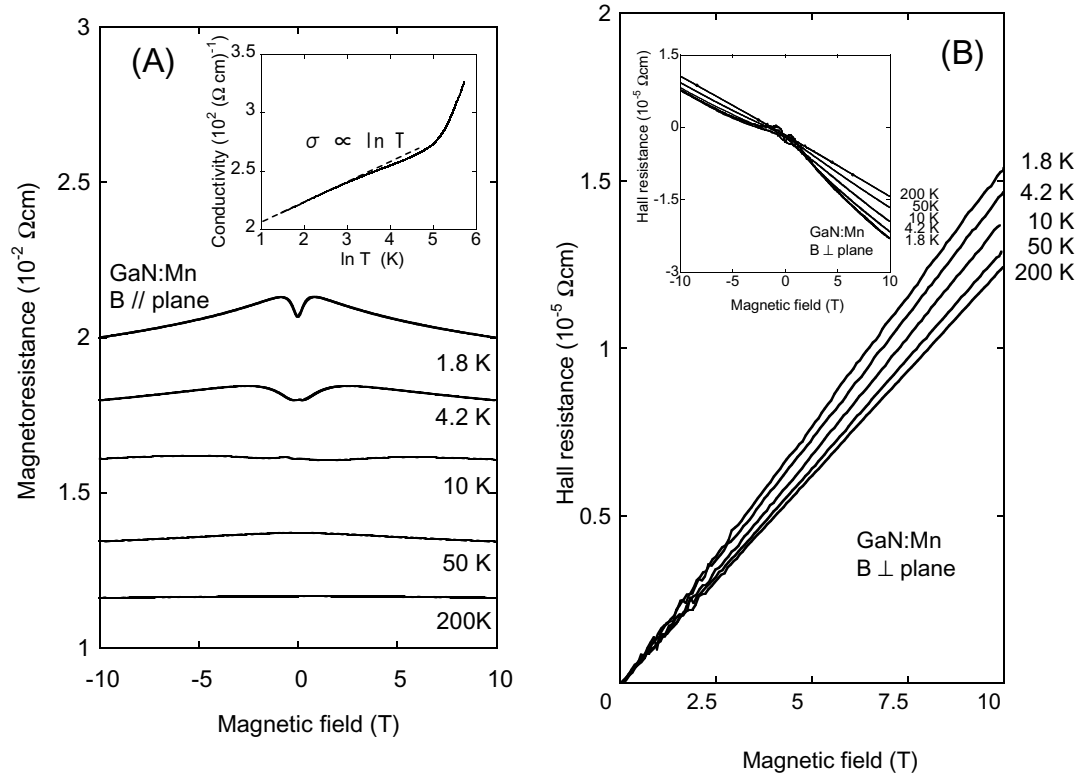 (A)
3
2.5
2
1.5
1
-10
-5
0
5
10
Magnetic field (T)
Magnetoresistance (10⁻² Ωcm)
GaN:Mn
B // plane
1.8 K
4.2 K
10 K
50 K
200K
3.5
3
2.5
2
1
2
3
4
5
6
ln T (K)
Conductivity (10² (Ω cm)⁻¹)
σ ∝ ln T
(B)
2
1.5
1
0.5
0
2.5
5
7.5
10
Magnetic field (T)
Hall resistance (10⁻⁵ Ωcm)
1.8 K
4.2 K
10 K
50 K
200 K
GaN:Mn
B ⊥ plane
1.5
0
-1.5
-3
-10
-5
0
5
10
Magnetic field (T)
Hall resistance (10⁻⁵ Ωcm)
200 K
50K
10 K
4.2 K
1.8 K
GaN:Mn
B ⊥ plane